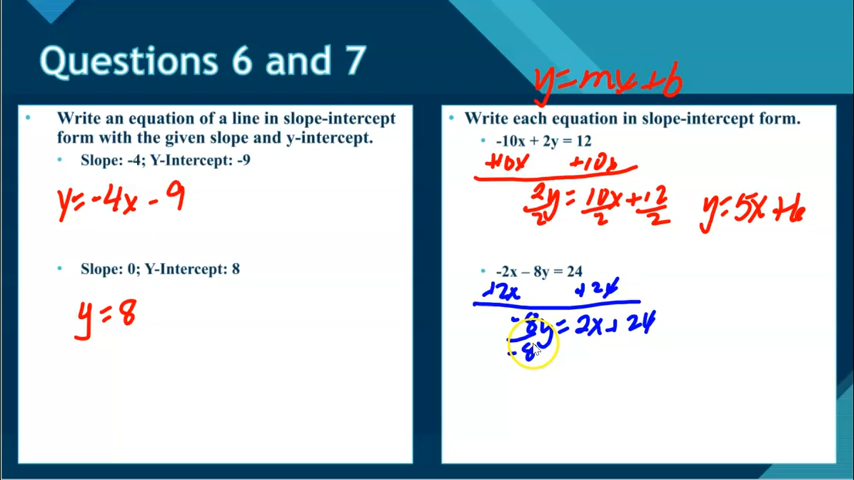 Questions 6 and 7
y=mx+b
Write an equation of a line in slope-intercept
form with the given slope and y-intercept.
Slope: -4; Y-Intercept: -9
y=-4x-9
Slope: 0; Y-Intercept: 8
y=8
Write each equation in slope-intercept form.
-10x + 2y = 12
+10x +10x
2y = 10x + 12
2 2 2
y=5x+6
-2x – 8y = 24
+2x +2x
-8y = 2x + 24
-8